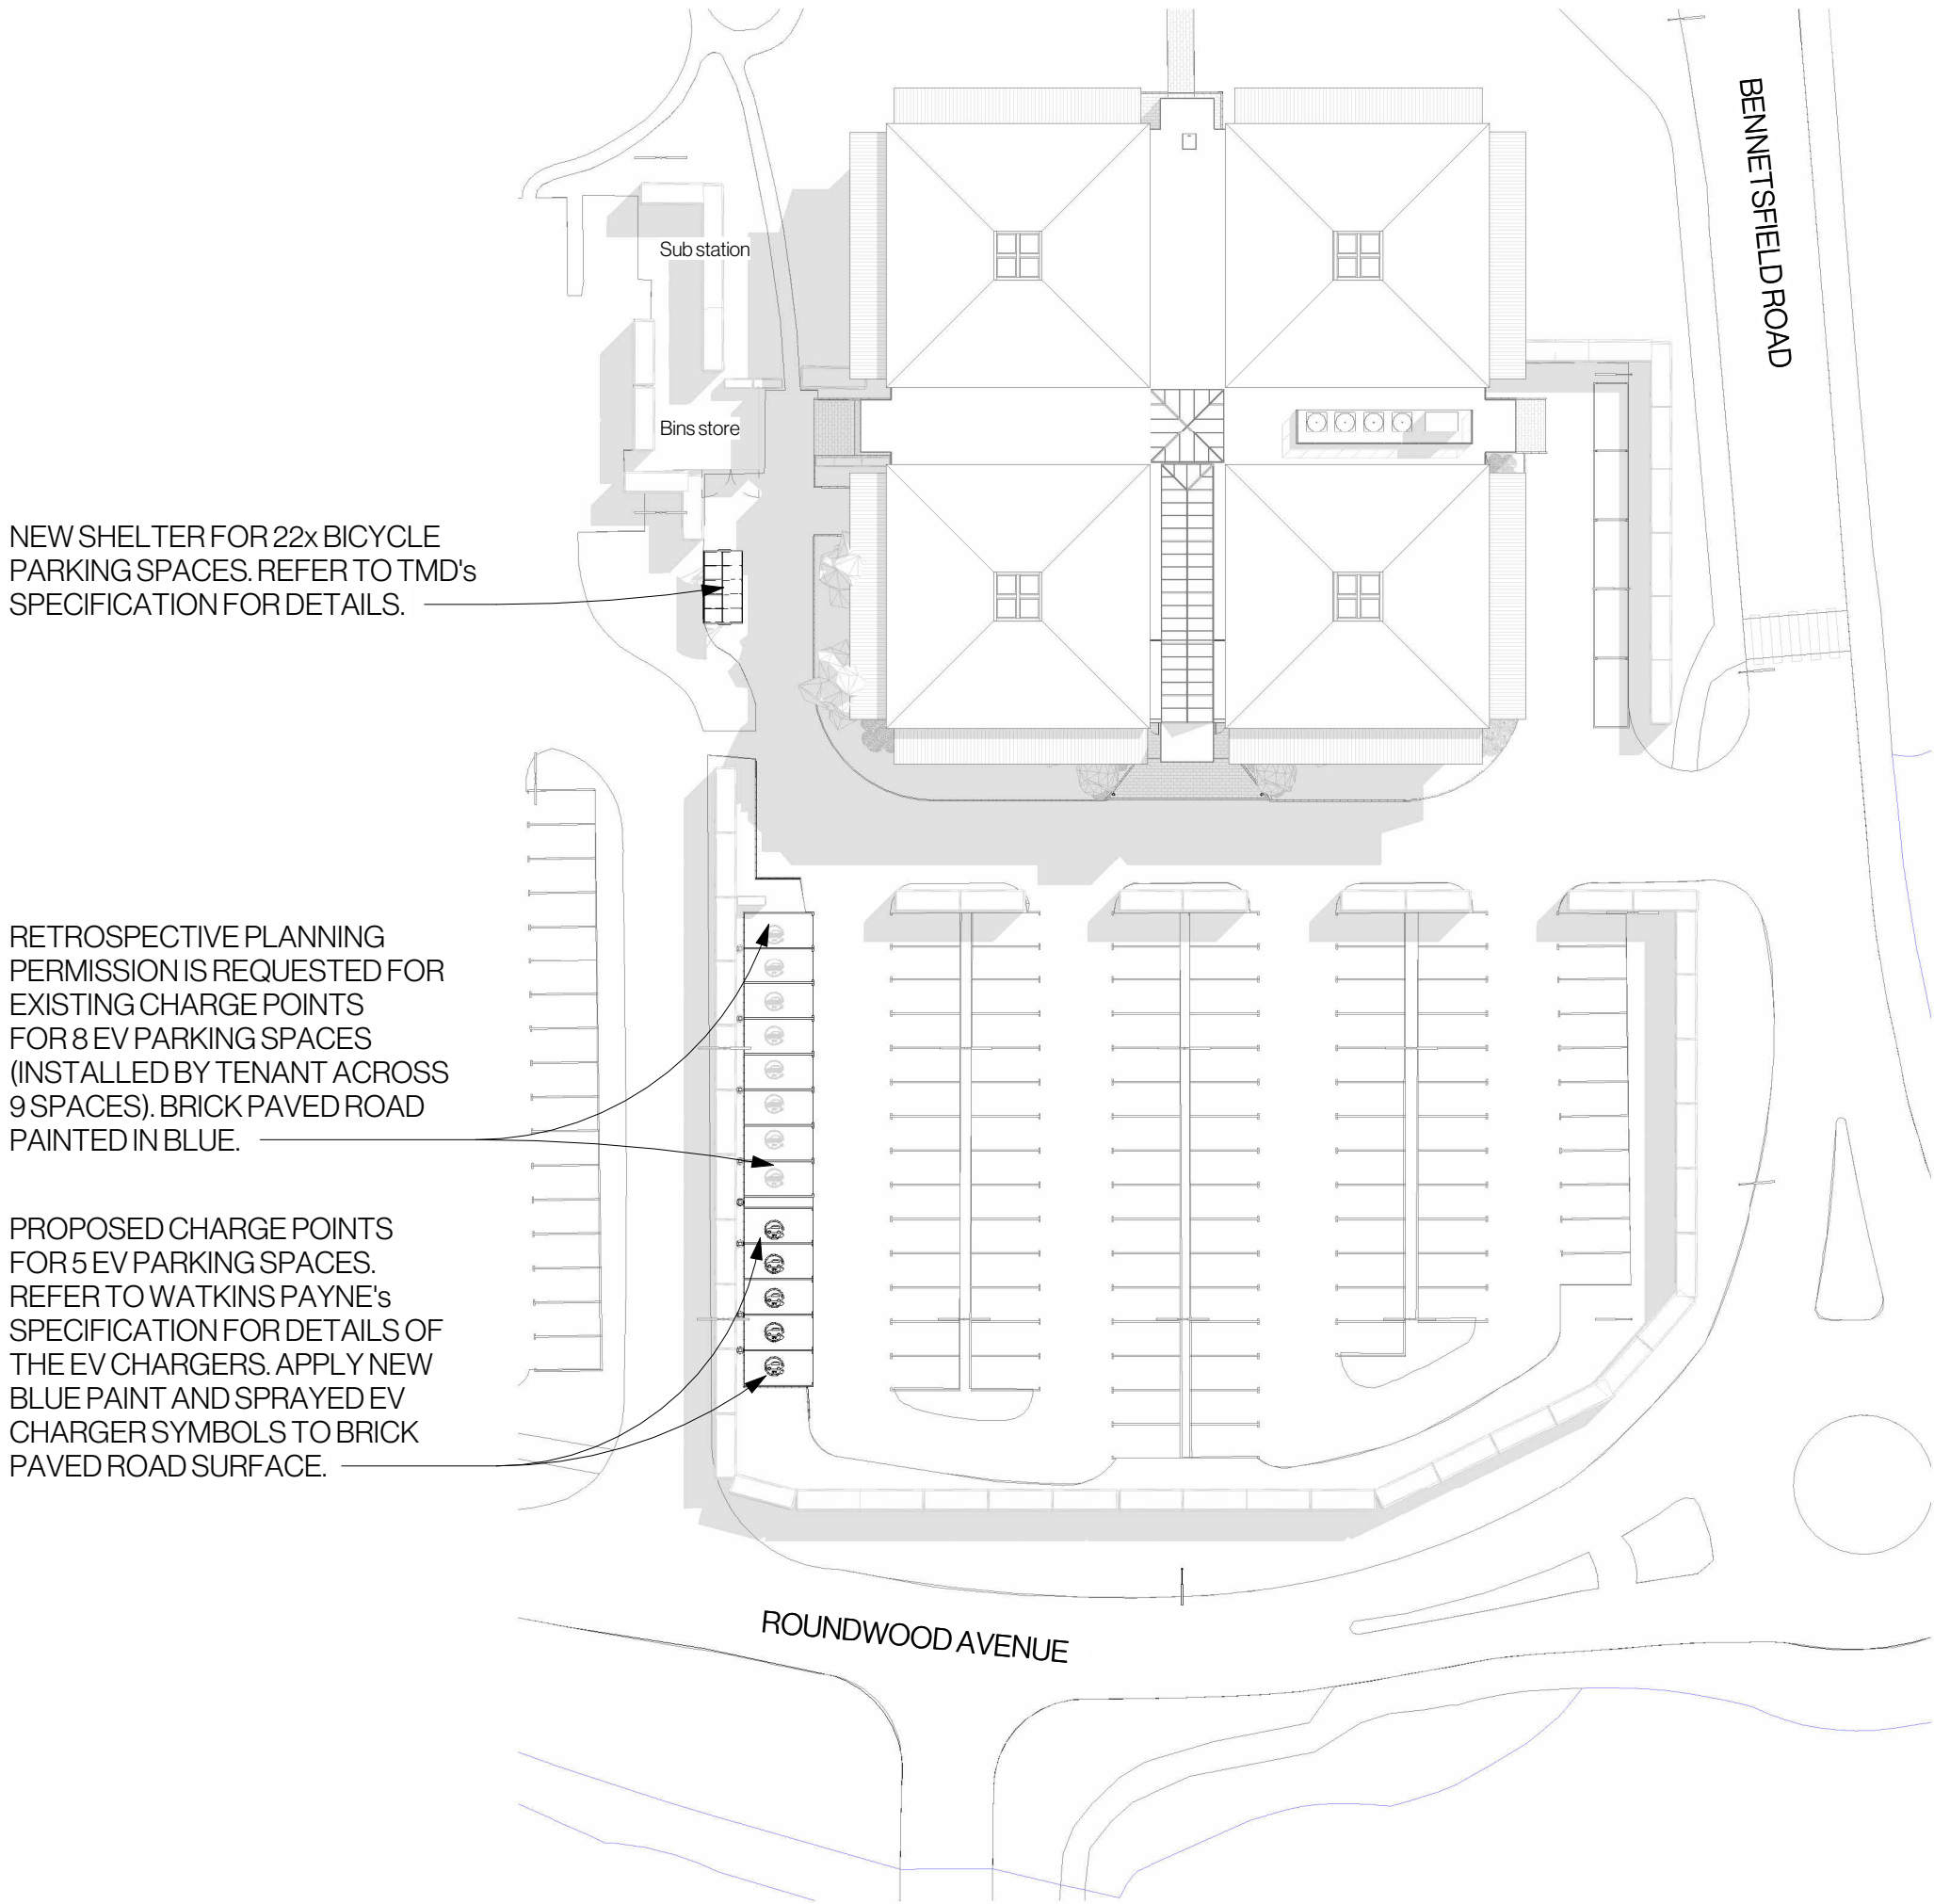 BENNETSFIELD ROAD
Sub station
Bins store
NEW SHELTER FOR 22x BICYCLE
PARKING SPACES. REFER TO TMD's
SPECIFICATION FOR DETAILS.
RETROSPECTIVE PLANNING
PERMISSION IS REQUESTED FOR
EXISTING CHARGE POINTS
FOR 8 EV PARKING SPACES
(INSTALLED BY TENANT ACROSS
9 SPACES). BRICK PAVED ROAD
PAINTED IN BLUE.
PROPOSED CHARGE POINTS
FOR 5 EV PARKING SPACES.
REFER TO WATKINS PAYNE's
SPECIFICATION FOR DETAILS OF
THE EV CHARGERS. APPLY NEW
BLUE PAINT AND SPRAYED EV
CHARGER SYMBOLS TO BRICK
PAVED ROAD SURFACE.
ROUNDWOOD AVENUE